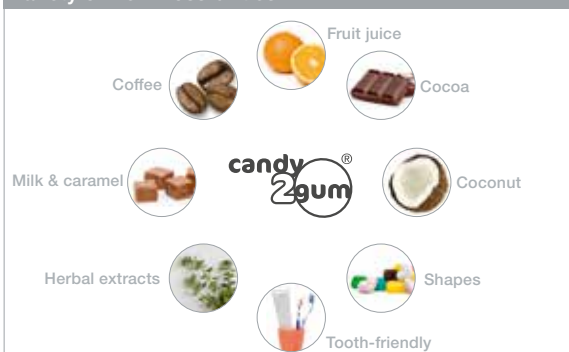 Fruit juice
Coffee
Cocoa
candy
2gum
®
Milk & caramel
Coconut
Herbal extracts
Shapes
Tooth-friendly